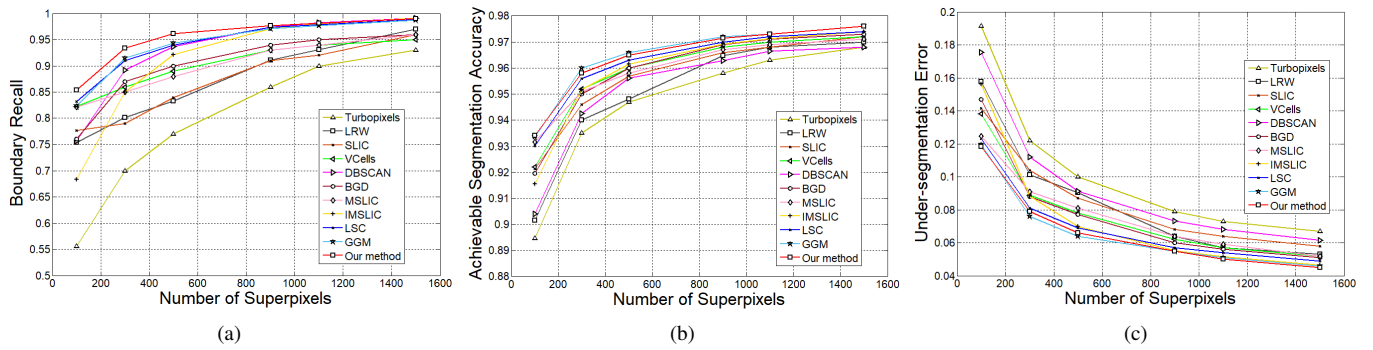 Boundary Recall
1
0.95
0.9
0.85
0.8
0.75
0.7
0.65
0.6
0.55
0.5
0 200 400 600 800 1000 1200 1400 1600
Number of Superpixels
Turbopixels
LRW
SLIC
VCells
DBSCAN
BGD
MSLIC
IMSLIC
LSC
GGM
Our method
(a)
Achievable Segmentation Accuracy
0.98
0.97
0.96
0.95
0.94
0.93
0.92
0.91
0.9
0.89
0.88
0 200 400 600 800 1000 1200 1400 1600
Number of Superpixels
Turbopixels
LRW
SLIC
VCells
DBSCAN
BGD
MSLIC
IMSLIC
LSC
GGM
Our method
(b)
Under-segmentation Error
0.2
0.18
0.16
0.14
0.12
0.1
0.08
0.06
0.04
0 200 400 600 800 1000 1200 1400 1600
Number of Superpixels
Turbopixels
LRW
SLIC
VCells
DBSCAN
BGD
MSLIC
IMSLIC
LSC
GGM
Our method
(c)